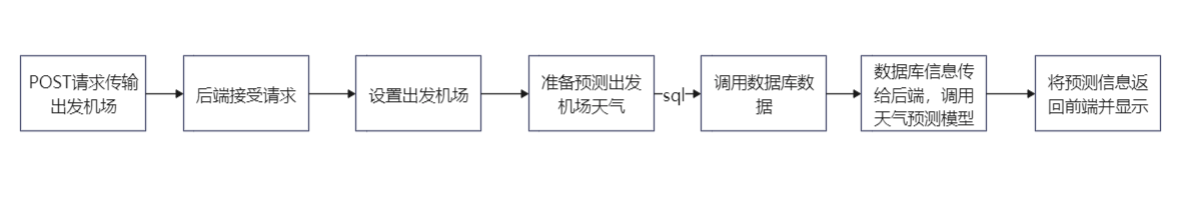 POST请求传输
出发机场
后端接受请求
设置出发机场
准备预测出发
机场天气
sql
调用数据库数
据
数据库信息传
给后端，调用
天气预测模型
将预测信息返
回前端并显示